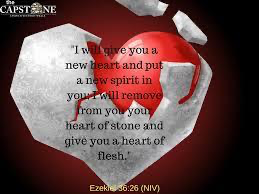 the
CAPSTONE
"I will give you a
new heart and put
a new spirit in
you; I will remove
from you your
heart of stone and
give you a heart of
flesh."
Ezekiel 36:26 (NIV)